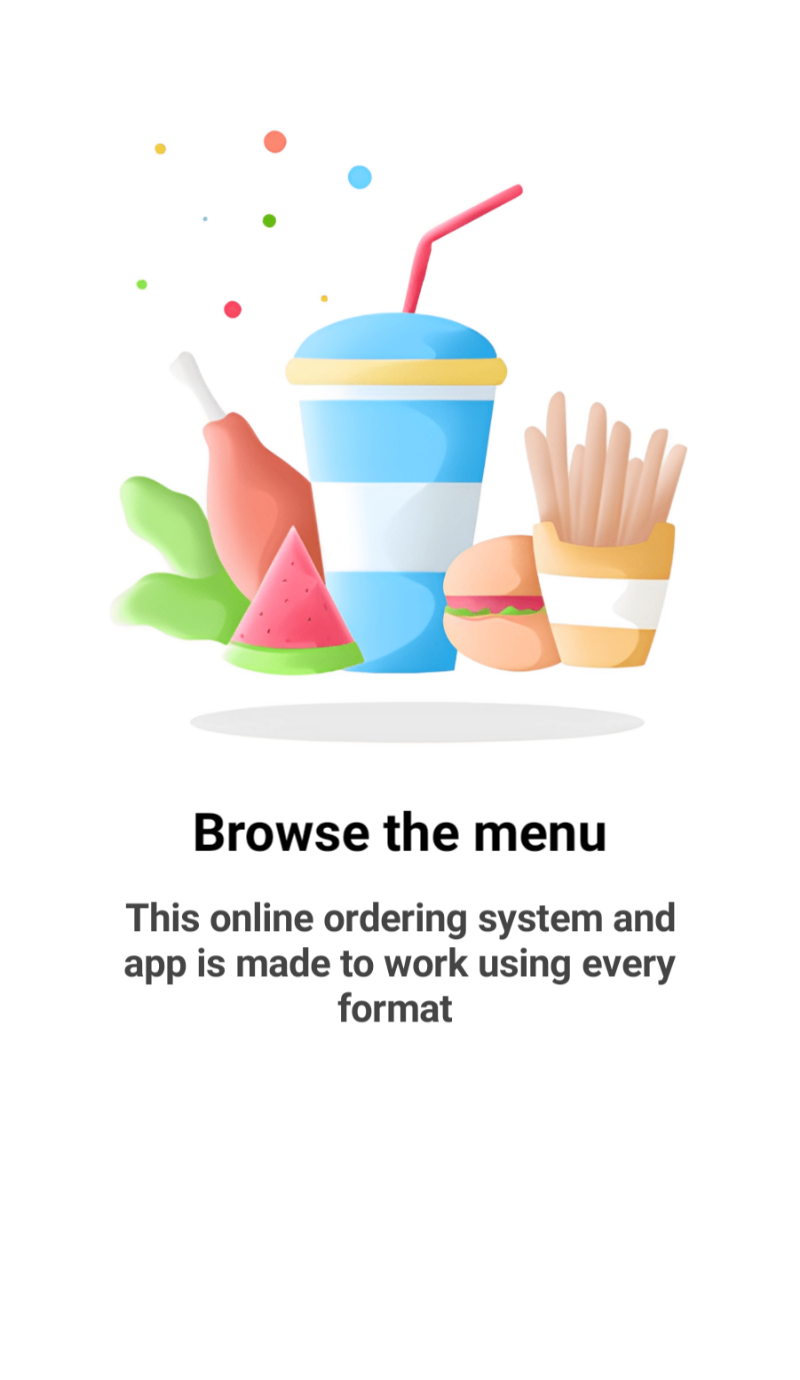 Browse the menu
This online ordering system and
app is made to work using every
format